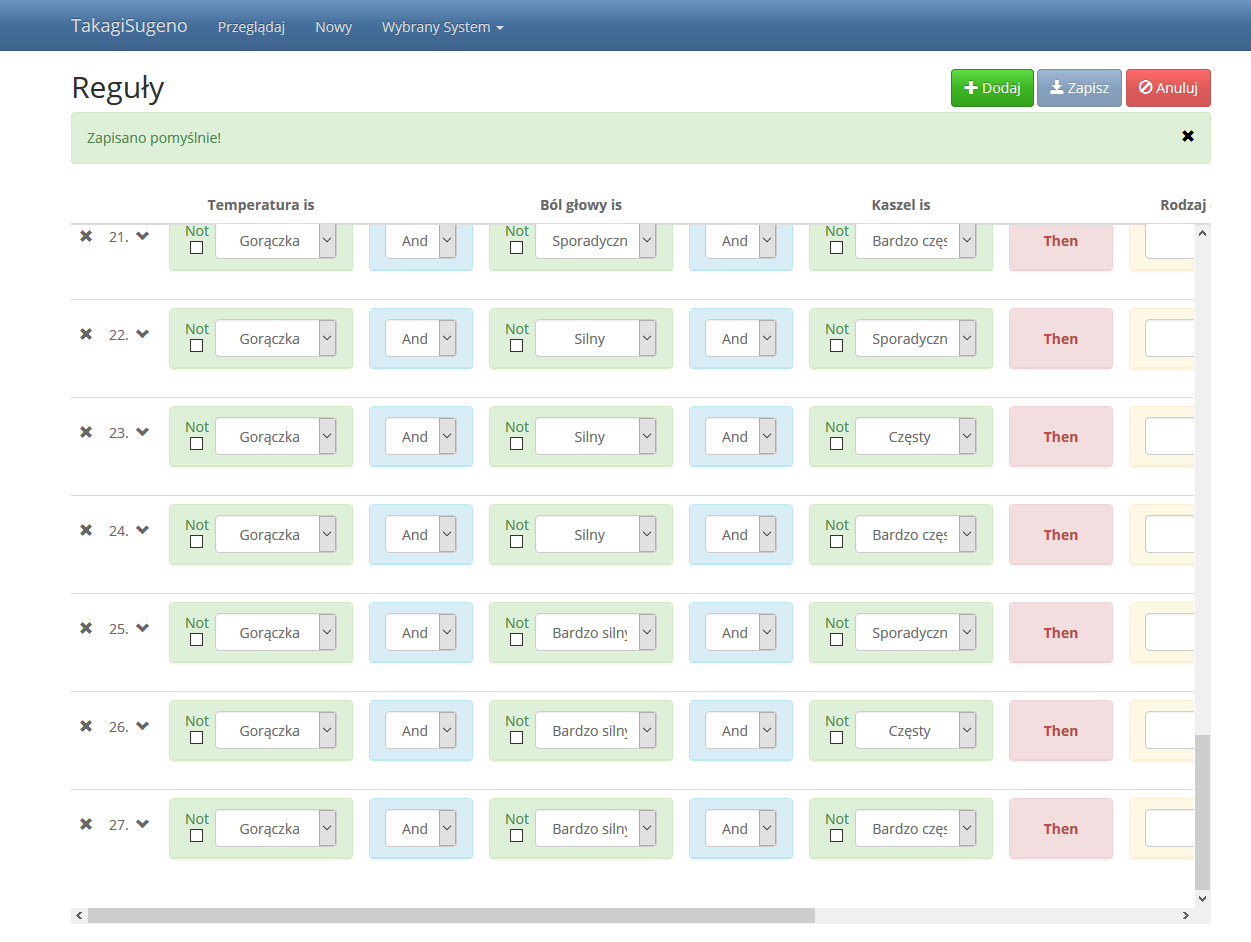 TakagiSugeno Przeglądaj Nowy Wybrany System
Reguły Dodaj Zapisz Anuluj
Zapisano pomyślnie!
Temperatura is Ból głowy is Kaszel is Rodzaj
21. Not Gorączka And Not Sporadyczn And Not Bardzo częs Then
22. Not Gorączka And Not Silny And Not Sporadyczn Then
23. Not Gorączka And Not Silny And Not Częsty Then
24. Not Gorączka And Not Silny And Not Bardzo częs Then
25. Not Gorączka And Not Bardzo silny And Not Sporadyczn Then
26. Not Gorączka And Not Bardzo silny And Not Częsty Then
27. Not Gorączka And Not Bardzo silny And Not Bardzo częs Then